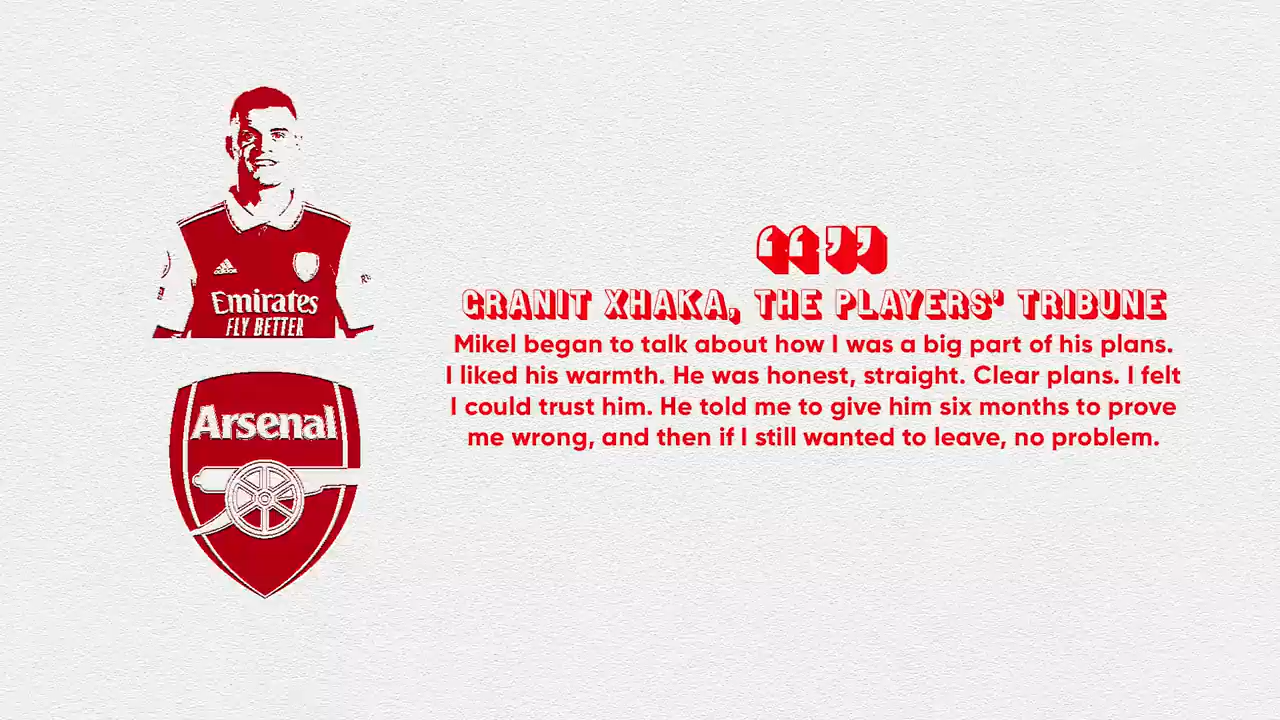 Emirates
FLY BETTER
Arsenal
““””
GRANIT XHAKA, THE PLAYERS’ TRIBUNE
Mikel began to talk about how I was a big part of his plans.
I liked his warmth. He was honest, straight. Clear plans. I felt
I could trust him. He told me to give him six months to prove
me wrong, and then if I still wanted to leave, no problem.